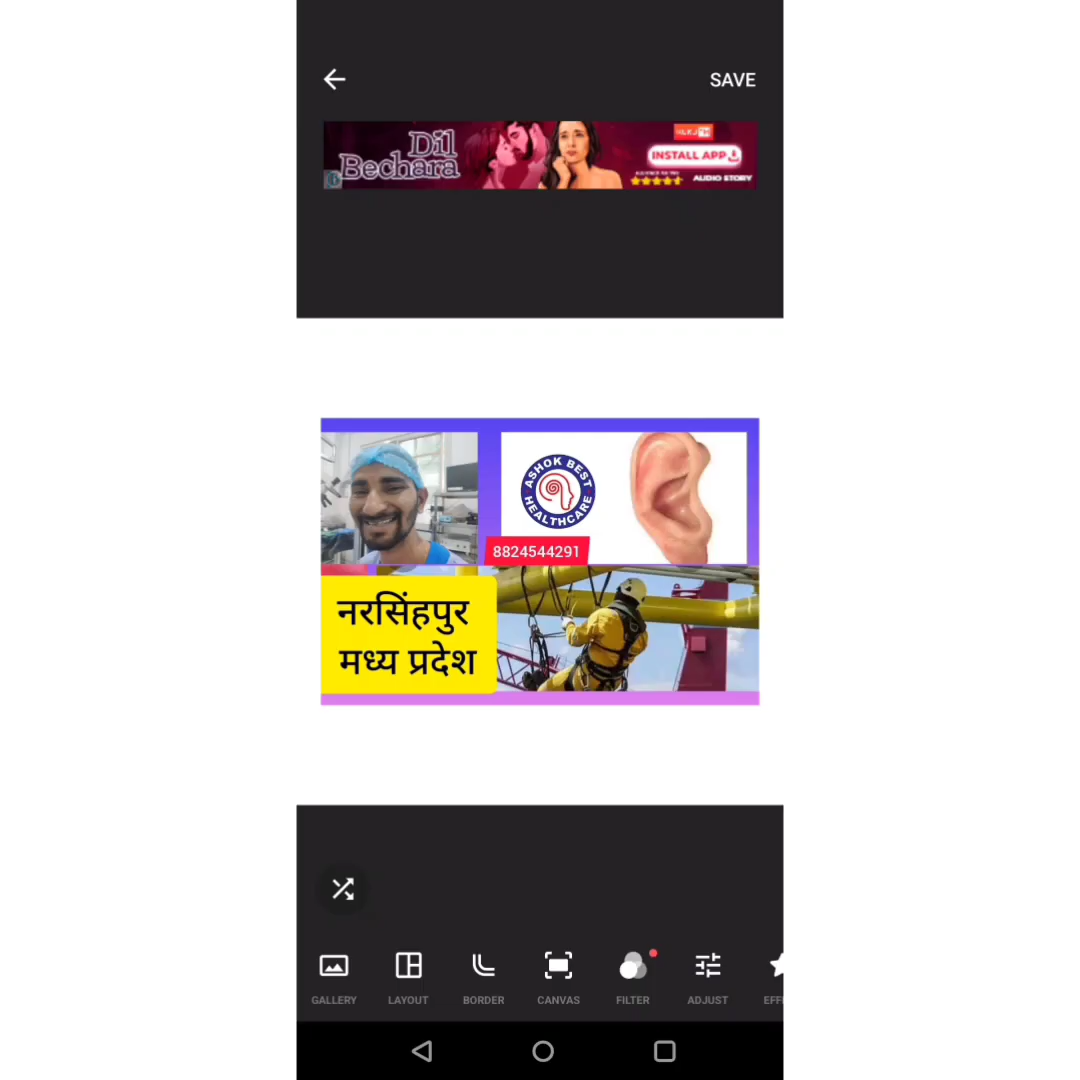 SAVE
Dil
Bechara
INSTALL APP
AUDIO STORY
ASHOK BEST
HEALTHCARE
8824544291
नरसिंहपुर
मध्य प्रदेश
GALLERY
LAYOUT
BORDER
CANVAS
FILTER
ADJUST
EFF